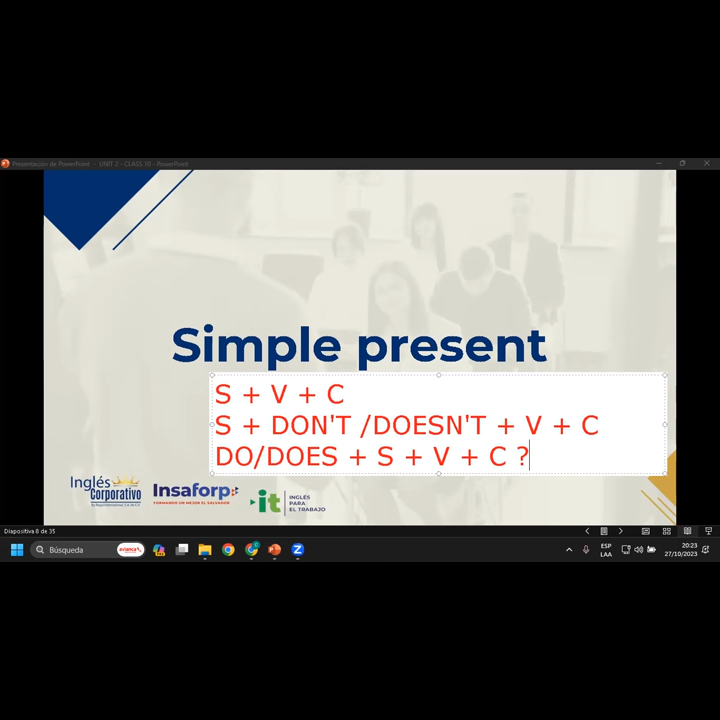 Presentación de PowerPoint - UNIT 2 - CLASS 10 - PowerPoint
Simple present
S + V + C
S + DON'T /DOESN'T + V + C
DO/DOES + S + V + C ?
Inglés
Corporativo
Insaforp
FORMANDO UN MEJOR EL SALVADOR
it
INGLÉS
PARA
EL TRABAJO
Diapositiva 8 de 35
Búsqueda
avianca
ESP
LAA
20:23
27/10/2023